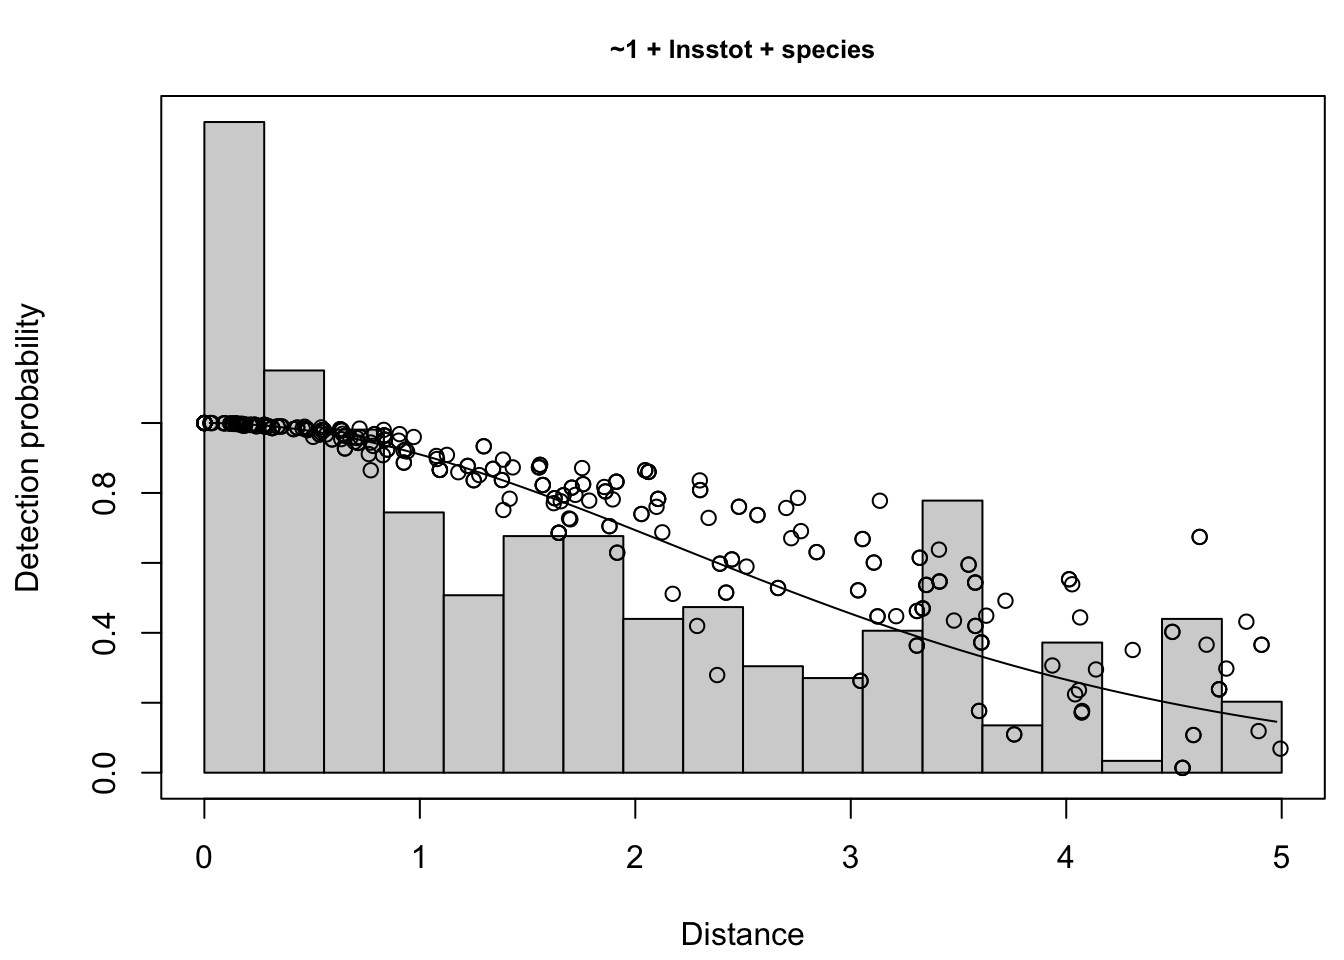 ~1 + lnsstot + species
Detection probability
0.8
0.4
0.0
0 1 2 3 4 5
Distance